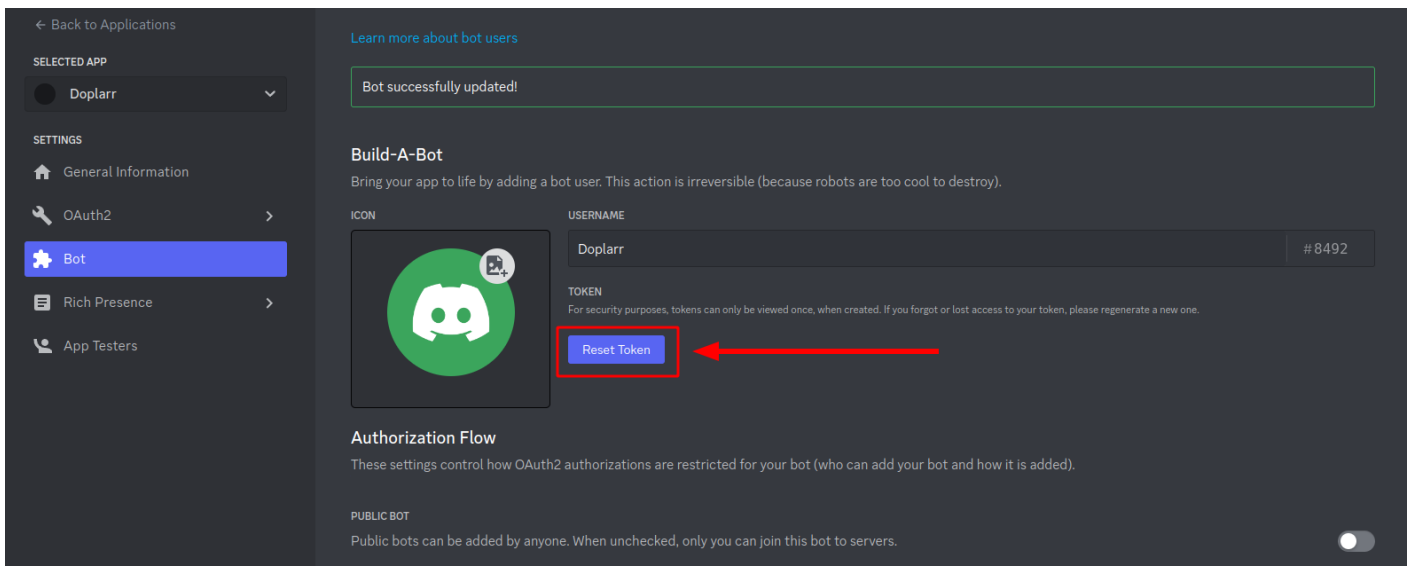 ← Back to Applications
SELECTED APP
Doplarr
SETTINGS
General Information
OAuth2
Bot
Rich Presence
App Testers
Learn more about bot users
Bot successfully updated!
Build-A-Bot
Bring your app to life by adding a bot user. This action is irreversible (because robots are too cool to destroy).
ICON
USERNAME
Doplarr #8492
TOKEN
For security purposes, tokens can only be viewed once, when created. If you forgot or lost access to your token, please regenerate a new one.
Reset Token
Authorization Flow
These settings control how OAuth2 authorizations are restricted for your bot (who can add your bot and how it is added).
PUBLIC BOT
Public bots can be added by anyone. When unchecked, only you can join this bot to servers.